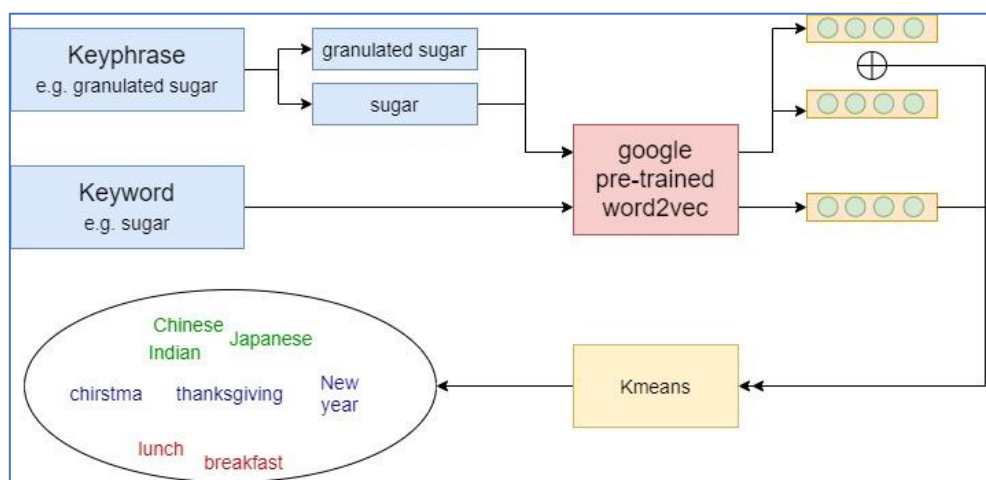 Keyphrase
e.g. granulated sugar
granulated sugar
sugar
Keyword
e.g. sugar
google
pre-trained
word2vec
Chinese
Japanese
Indian
chirstma
thanksgiving
New
year
lunch
breakfast
Kmeans